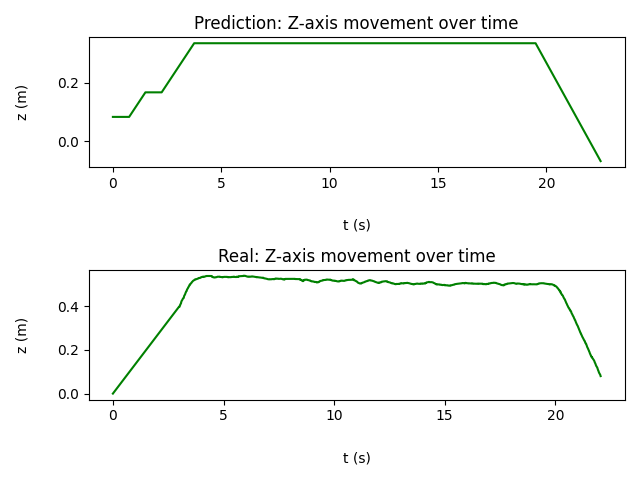 Prediction: Z-axis movement over time
0.2
0.0
z (m)
0 5 10 15 20
t (s)
Real: Z-axis movement over time
0.4
0.2
0.0
z (m)
0 5 10 15 20
t (s)